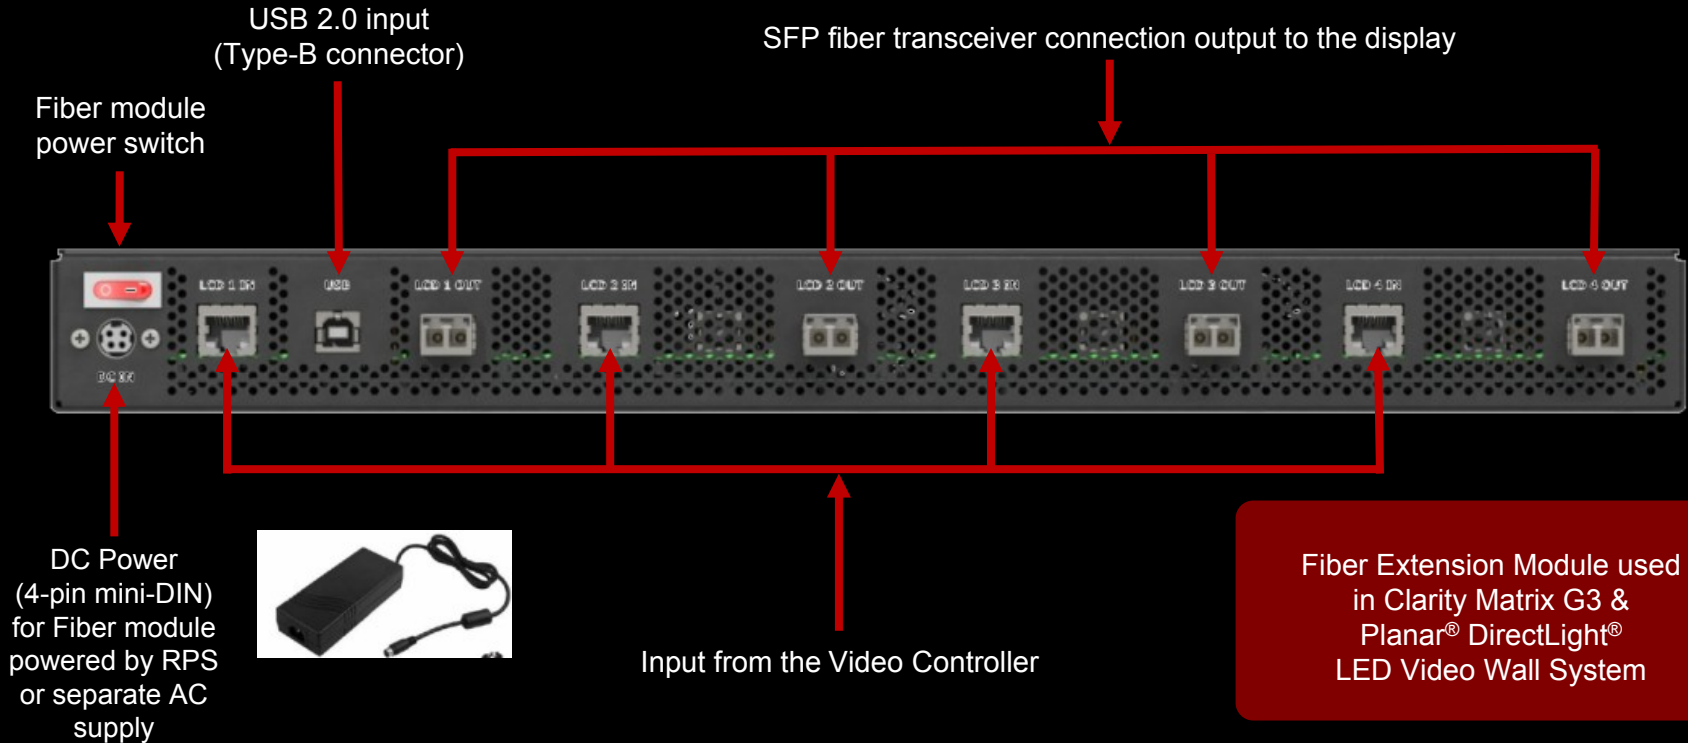 USB 2.0 input
(Type-B connector)
SFP fiber transceiver connection output to the display
Fiber module
power switch
LCD 1 IN
USB
LCD 1 OUT
LCD 2 IN
LCD 2 OUT
LCD 3 IN
LCD 3 OUT
LCD 4 IN
LCD 4 OUT
DC IN
DC Power
(4-pin mini-DIN)
for Fiber module
powered by RPS
or separate AC
supply
Input from the Video Controller
Fiber Extension Module used
in Clarity Matrix G3 &
Planar® DirectLight®
LED Video Wall System